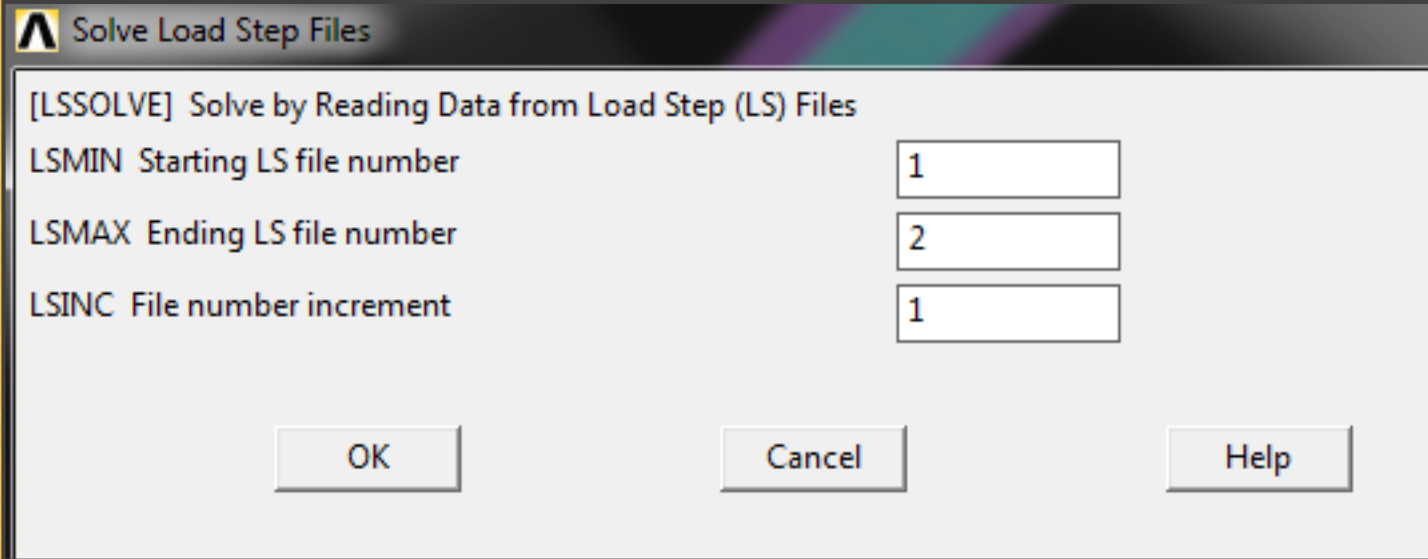 Solve Load Step Files
[LSSOLVE] Solve by Reading Data from Load Step (LS) Files
LSMIN Starting LS file number 1
LSMAX Ending LS file number 2
LSINC File number increment 1
OK Cancel Help